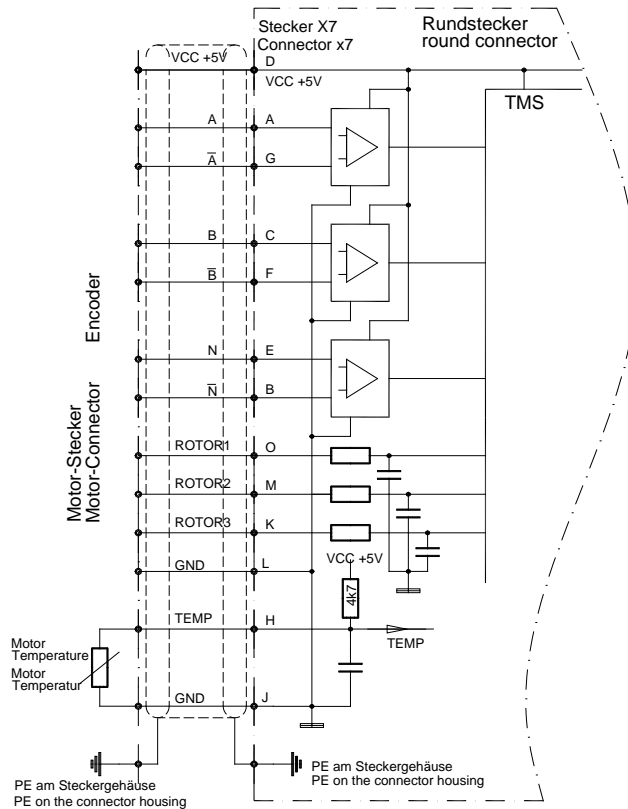 Stecker X7
Connector x7
Rundstecker
round connector
VCC +5V
D
VCC +5V
TMS
A
A
A̅
G
B
C
B̅
F
Encoder
N
E
N̅
B
Motor-Stecker
Motor-Connector
ROTOR1
O
ROTOR2
M
ROTOR3
K
VCC +5V
GND
L
4k7
TEMP
H
TEMP
Motor
Temperature
Motor
Temperatur
GND
J
PE am Steckergehäuse
PE on the connector housing
PE am Steckergehäuse
PE on the connector housing